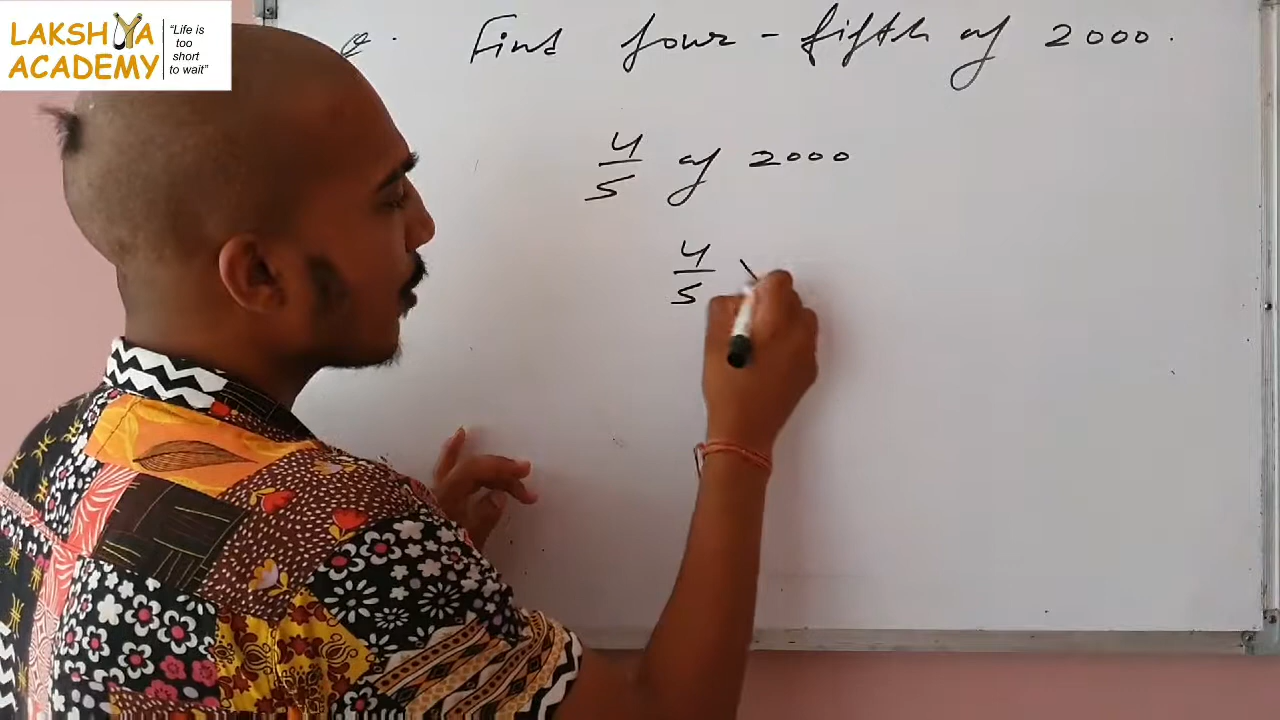 LAKSHYA
ACADEMY
"Life is
too
short
to wait"
Q. Find four-fifth of 2000.
4/5 of 2000
4/5 ×